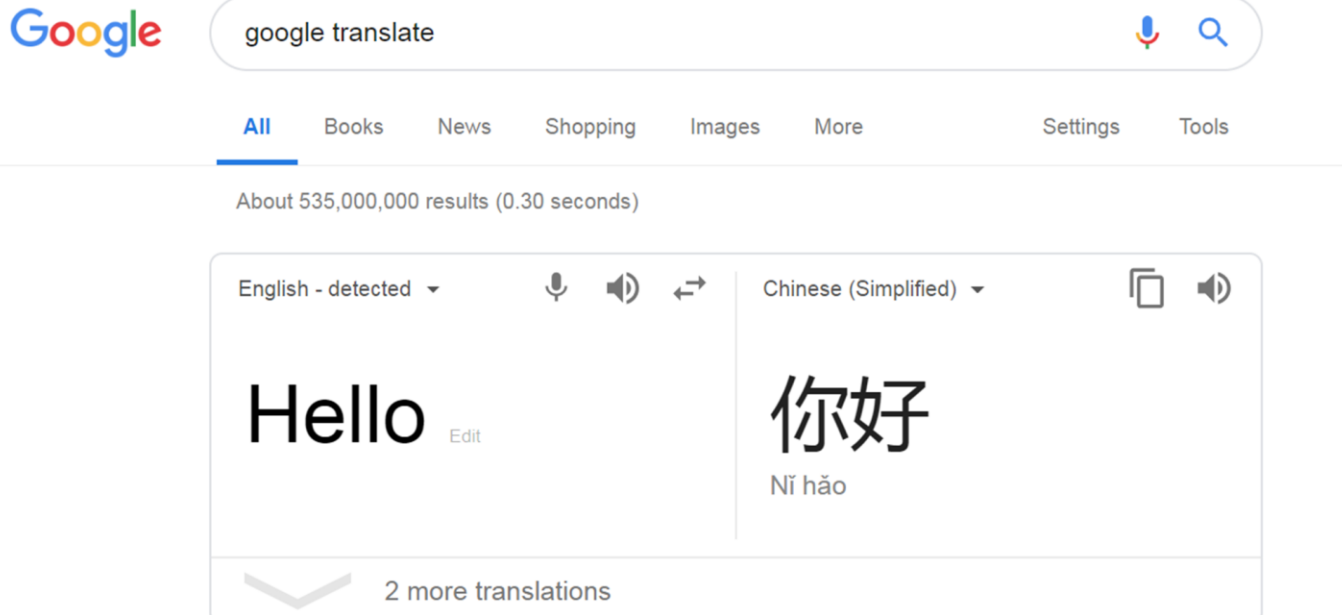 Google google translate
All Books News Shopping Images More Settings Tools
About 535,000,000 results (0.30 seconds)
English - detected Chinese (Simplified)
Hello Edit 你好
Nǐ hǎo
2 more translations